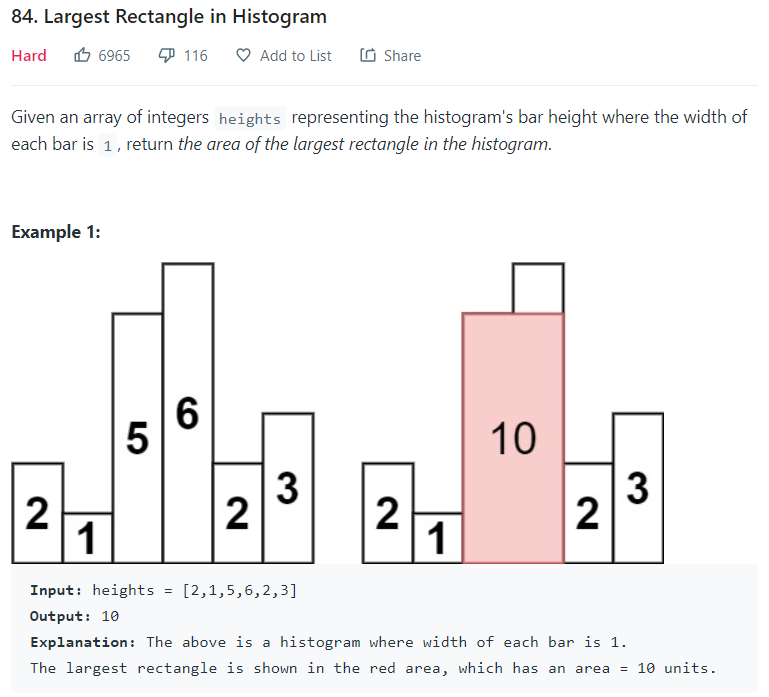 84. Largest Rectangle in Histogram
Hard 6965 116 Add to List Share
Given an array of integers heights representing the histogram's bar height where the width of
each bar is 1 , return the area of the largest rectangle in the histogram.
Example 1:
2 1 5 6 2 3 2 1 10 2 3
Input: heights = [2,1,5,6,2,3]
Output: 10
Explanation: The above is a histogram where width of each bar is 1.
The largest rectangle is shown in the red area, which has an area = 10 units.